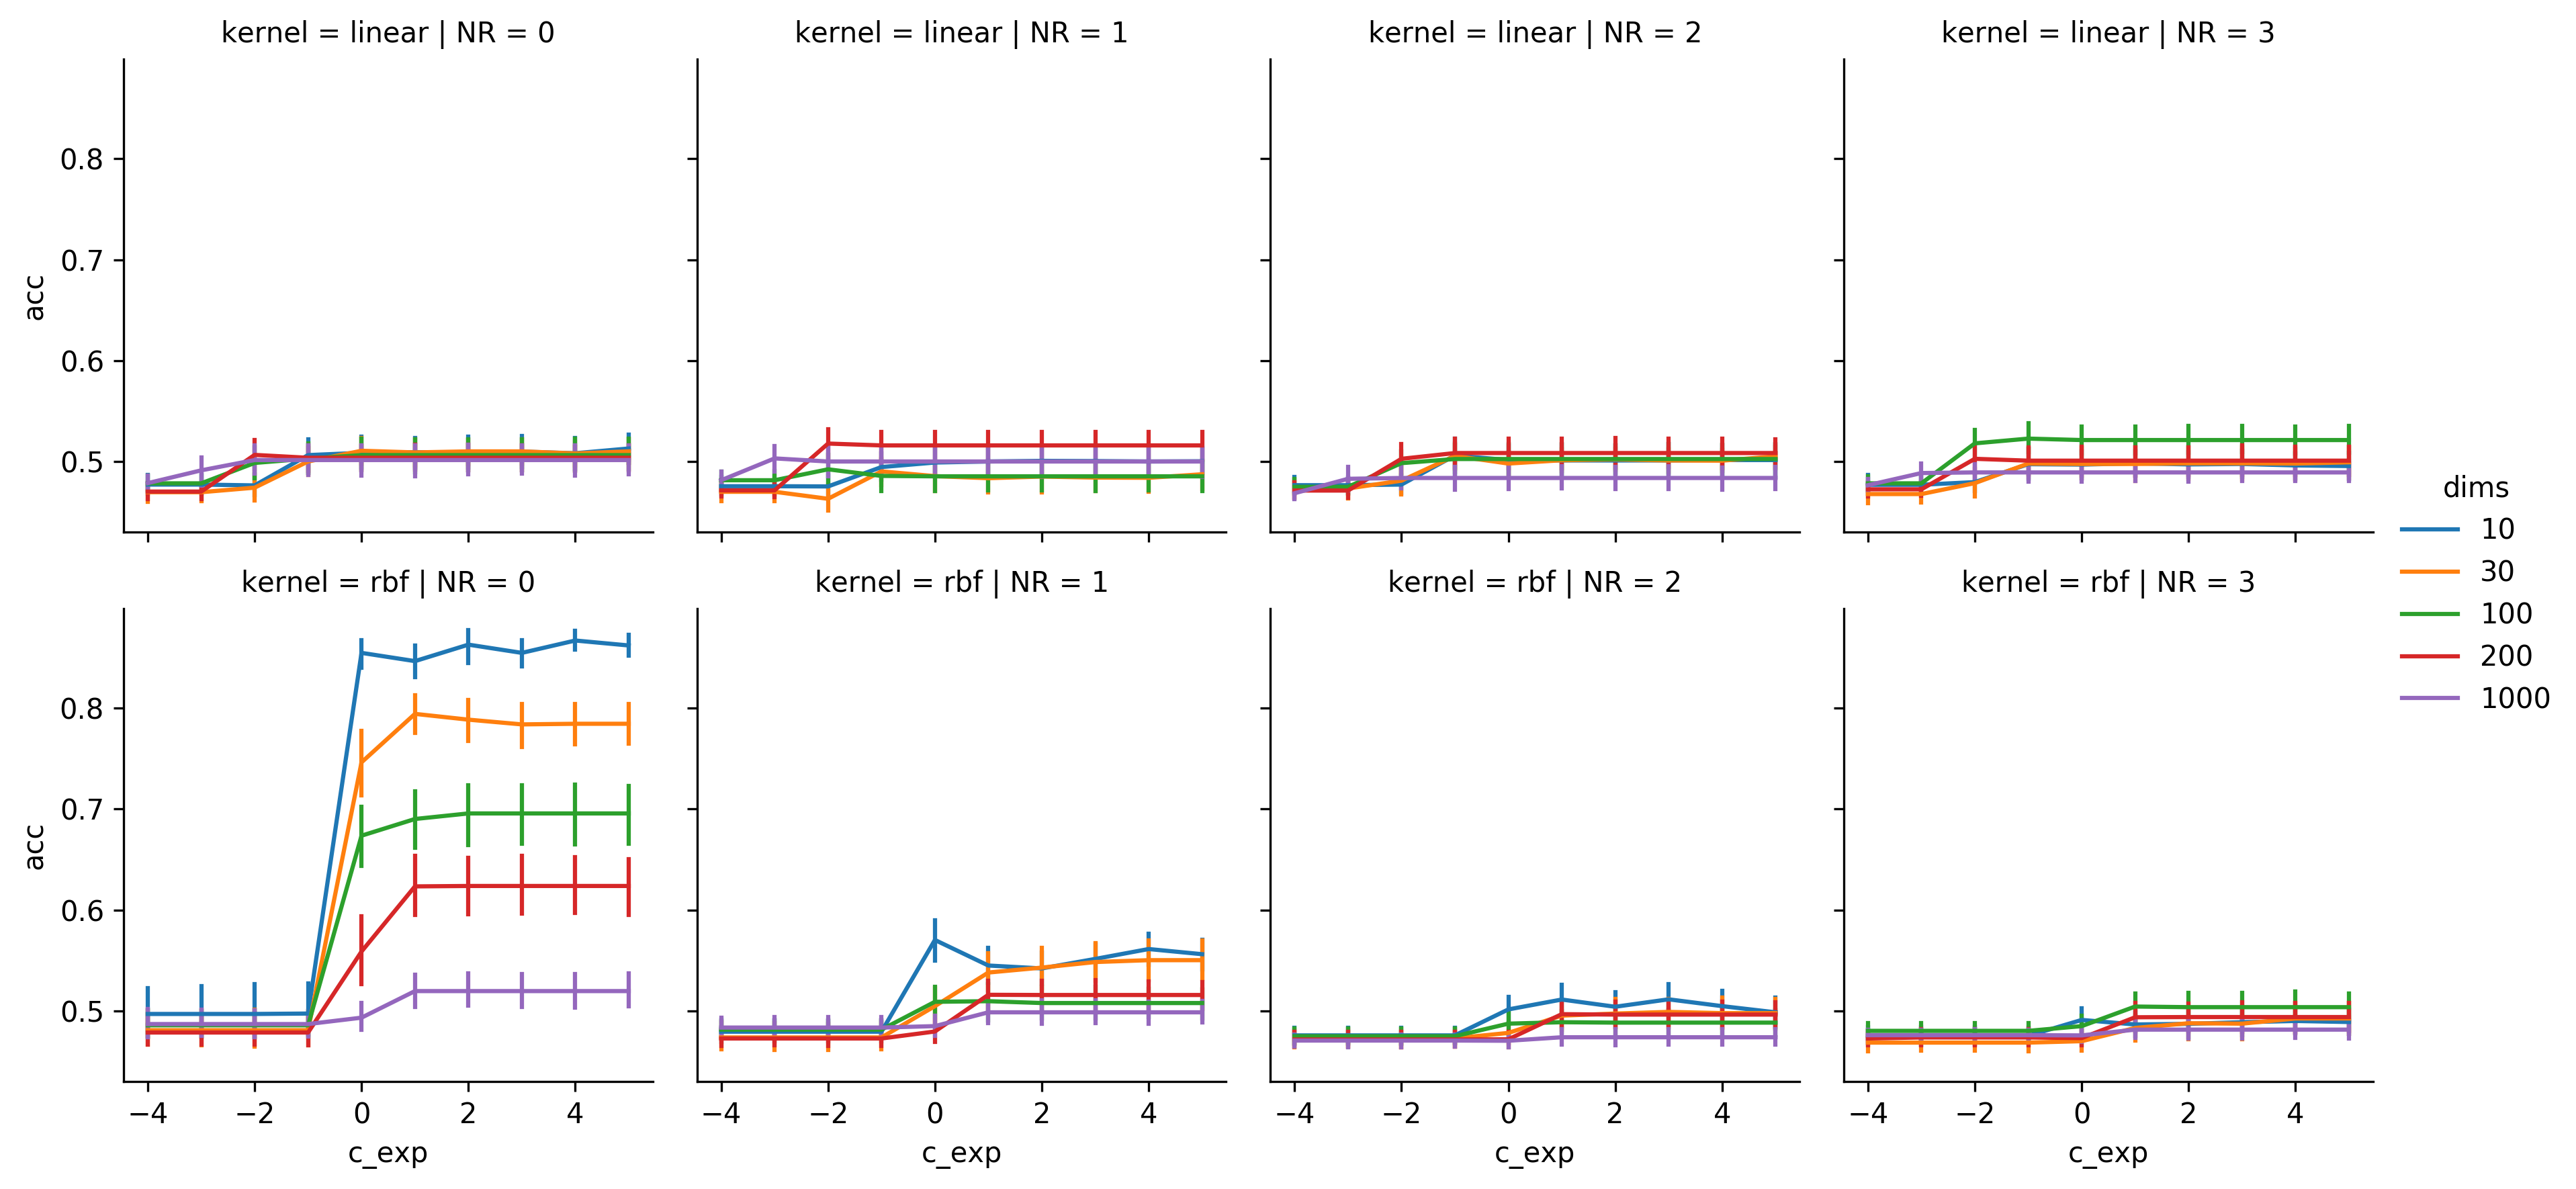 kernel = linear | NR = 0
kernel = linear | NR = 1
kernel = linear | NR = 2
kernel = linear | NR = 3
0.8
0.7
0.6
0.5
acc
kernel = rbf | NR = 0
kernel = rbf | NR = 1
kernel = rbf | NR = 2
kernel = rbf | NR = 3
0.8
0.7
0.6
0.5
acc
−4 −2 0 2 4
−4 −2 0 2 4
−4 −2 0 2 4
−4 −2 0 2 4
c_exp
c_exp
c_exp
c_exp
dims
10
30
100
200
1000